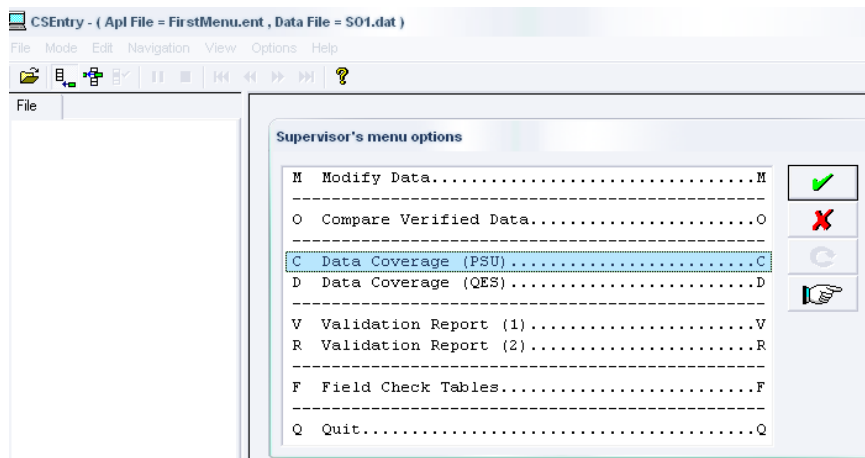 CSEntry - ( Apl File = FirstMenu.ent , Data File = SO1.dat )
File Mode Edit Navigation View Options Help
File
Supervisor's menu options
M Modify Data.................................M
------------------------------------------------
O Compare Verified Data.......................O
------------------------------------------------
C Data Coverage (PSU).........................C
D Data Coverage (QES).........................D
------------------------------------------------
V Validation Report (1).......................V
R Validation Report (2).......................R
------------------------------------------------
F Field Check Tables..........................F
------------------------------------------------
Q Quit........................................Q